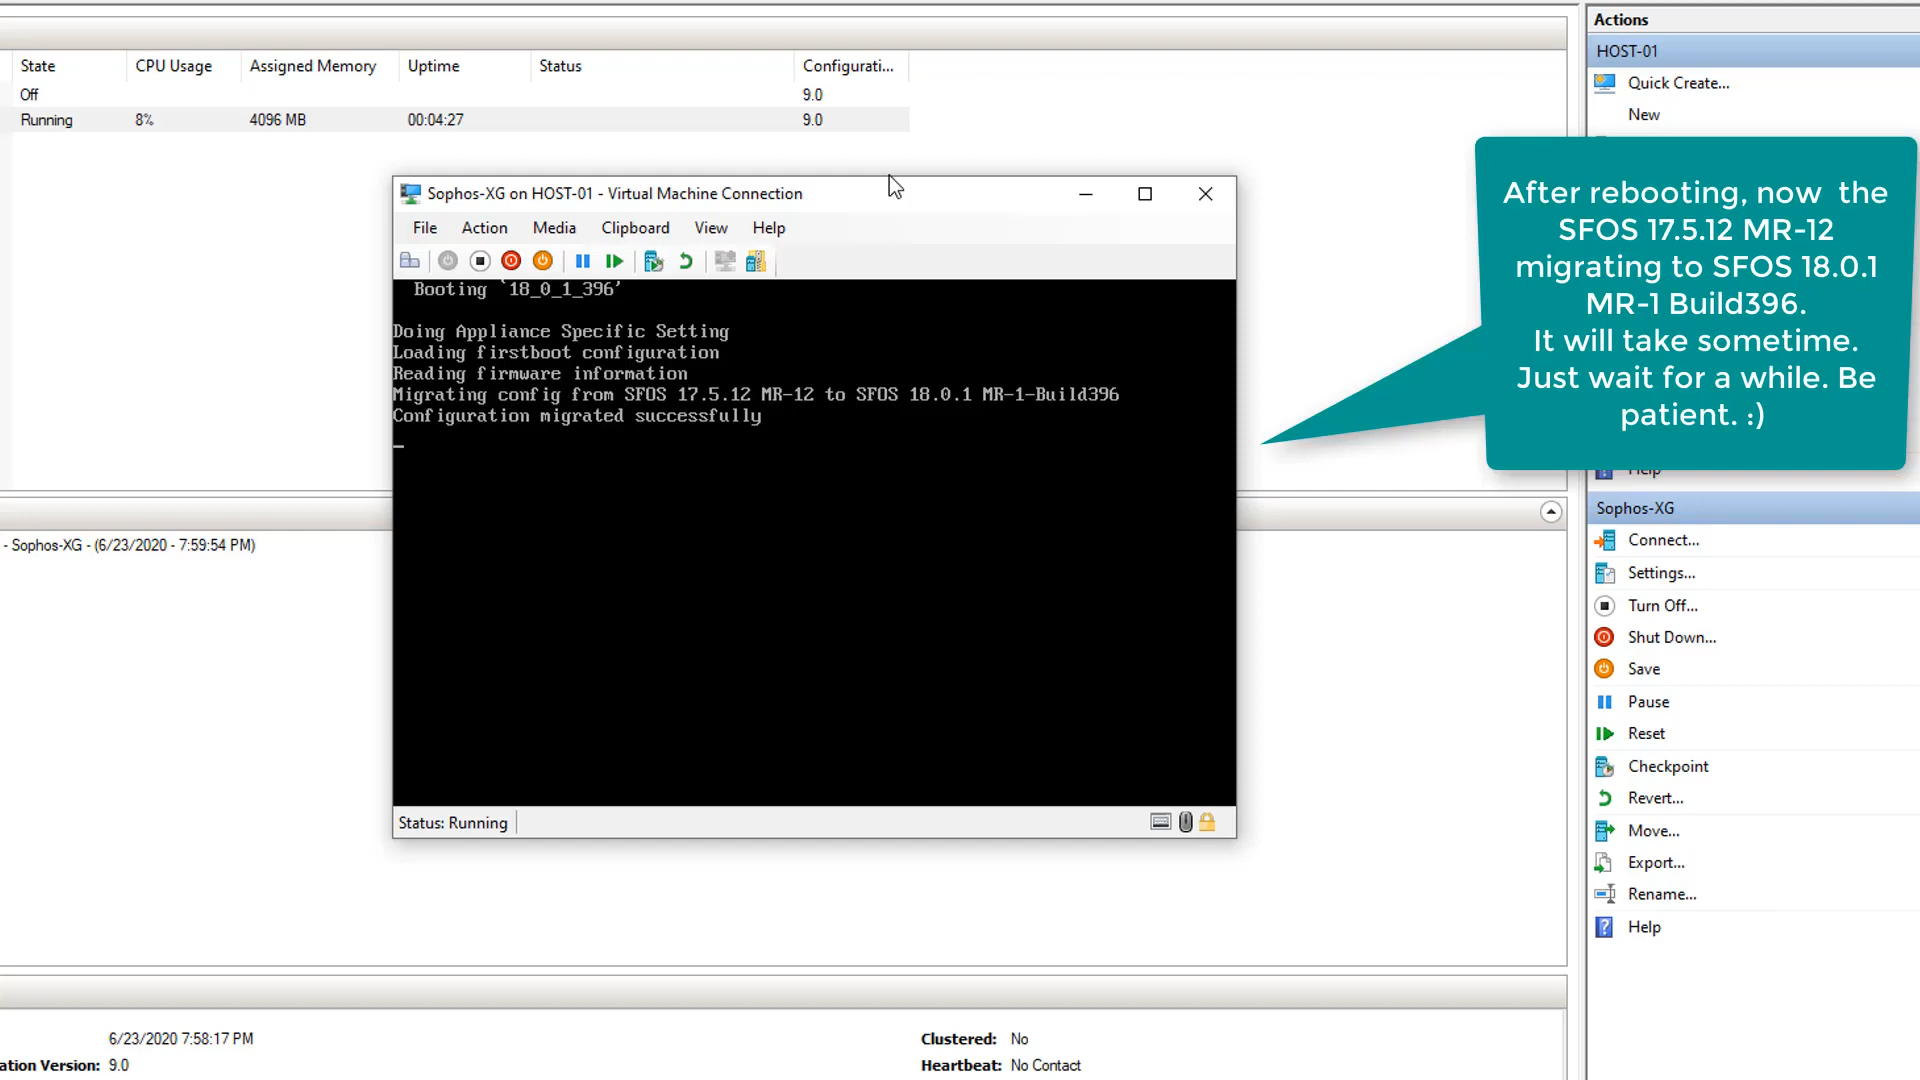 State CPU Usage Assigned Memory Uptime Status Configurati...
Off 9.0
Running 8% 4096 MB 00:04:27 9.0
Sophos-XG on HOST-01 - Virtual Machine Connection
File Action Media Clipboard View Help
Booting `18_0_1_396'
Doing Appliance Specific Setting
Loading firstboot configuration
Reading firmware information
Migrating config from SFOS 17.5.12 MR-12 to SFOS 18.0.1 MR-1-Build396
Configuration migrated successfully
Status: Running
- Sophos-XG - (6/23/2020 - 7:59:54 PM)
6/23/2020 7:58:17 PM
ation Version: 9.0
Clustered: No
Heartbeat: No Contact
Actions
HOST-01
Quick Create...
New
After rebooting, now the
SFOS 17.5.12 MR-12
migrating to SFOS 18.0.1
MR-1 Build396.
It will take sometime.
Just wait for a while. Be
patient. :)
Help
Sophos-XG
Connect...
Settings...
Turn Off...
Shut Down...
Save
Pause
Reset
Checkpoint
Revert...
Move...
Export...
Rename...
Help